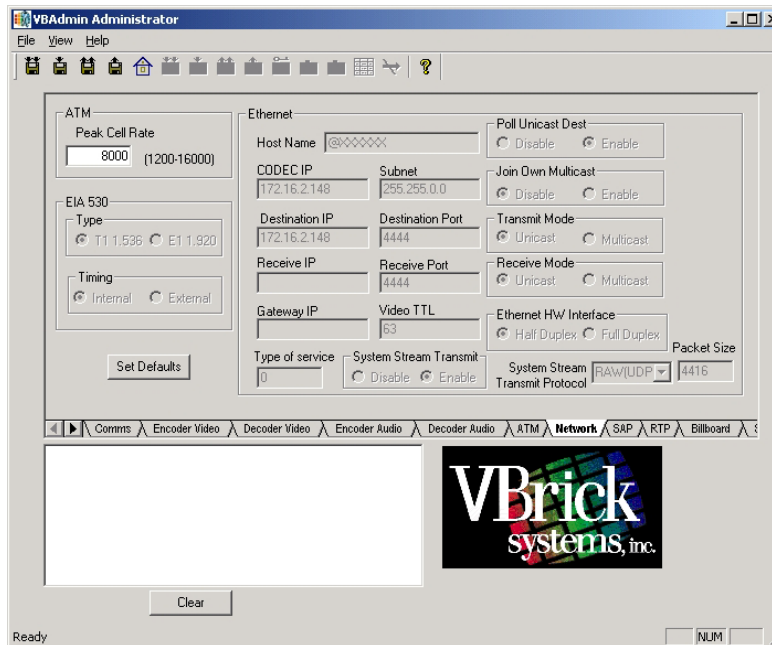 VBAdmin Administrator
File View Help
ATM
Peak Cell Rate
8000 (1200-16000)
EIA 530
Type
T1 1.536 E1 1.920
Timing
Internal External
Set Defaults
Ethernet
Host Name @XXXXXX
CODEC IP Subnet
172.16.2.148 255.255.0.0
Destination IP Destination Port
172.16.2.148 4444
Receive IP Receive Port
4444
Gateway IP Video TTL
63
Type of service
0
System Stream Transmit
Disable Enable
Poll Unicast Dest
Disable Enable
Join Own Multicast
Disable Enable
Transmit Mode
Unicast Multicast
Receive Mode
Unicast Multicast
Ethernet HW Interface
Half Duplex Full Duplex
System Stream
Transmit Protocol
RAW(UDP
Packet Size
4416
Comms Encoder Video Decoder Video Encoder Audio Decoder Audio ATM Network SAP RTP Billboard
VBrick
systems, inc.
Clear
Ready NUM